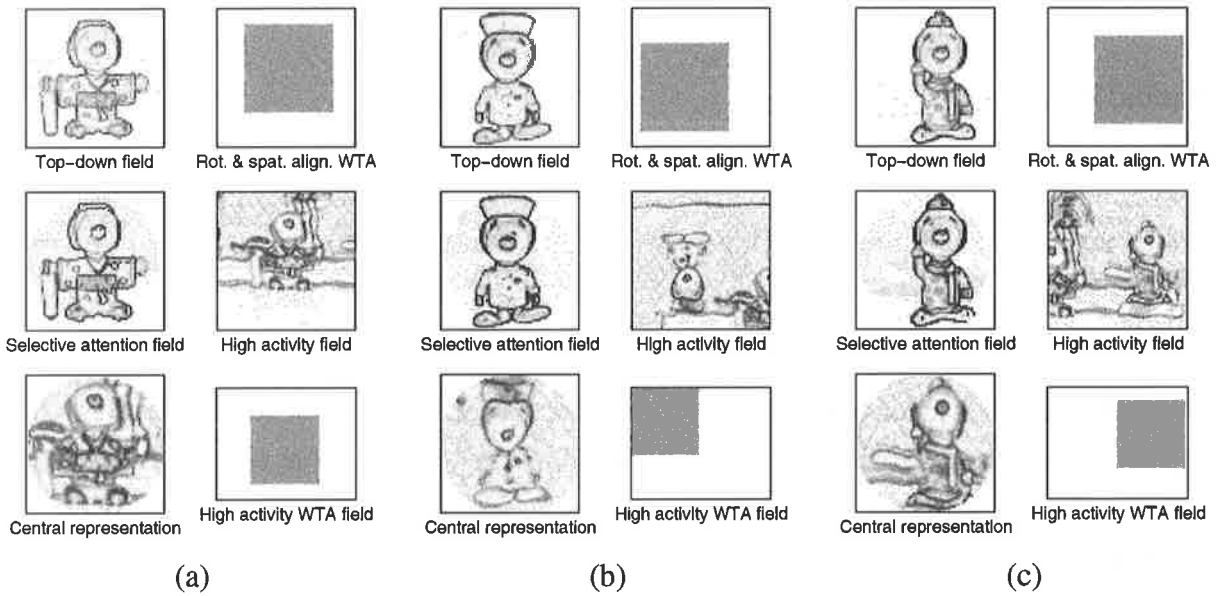 Top-down field Rot. & spat. align. WTA Top-down field Rot. & spat. align. WTA Top-down field Rot. & spat. align. WTA
Selective attention field High activity field Selective attention field High activity field Selective attention field High activity field
Central representation High activity WTA field Central representation High activity WTA field Central representation High activity WTA field
(a) (b) (c)